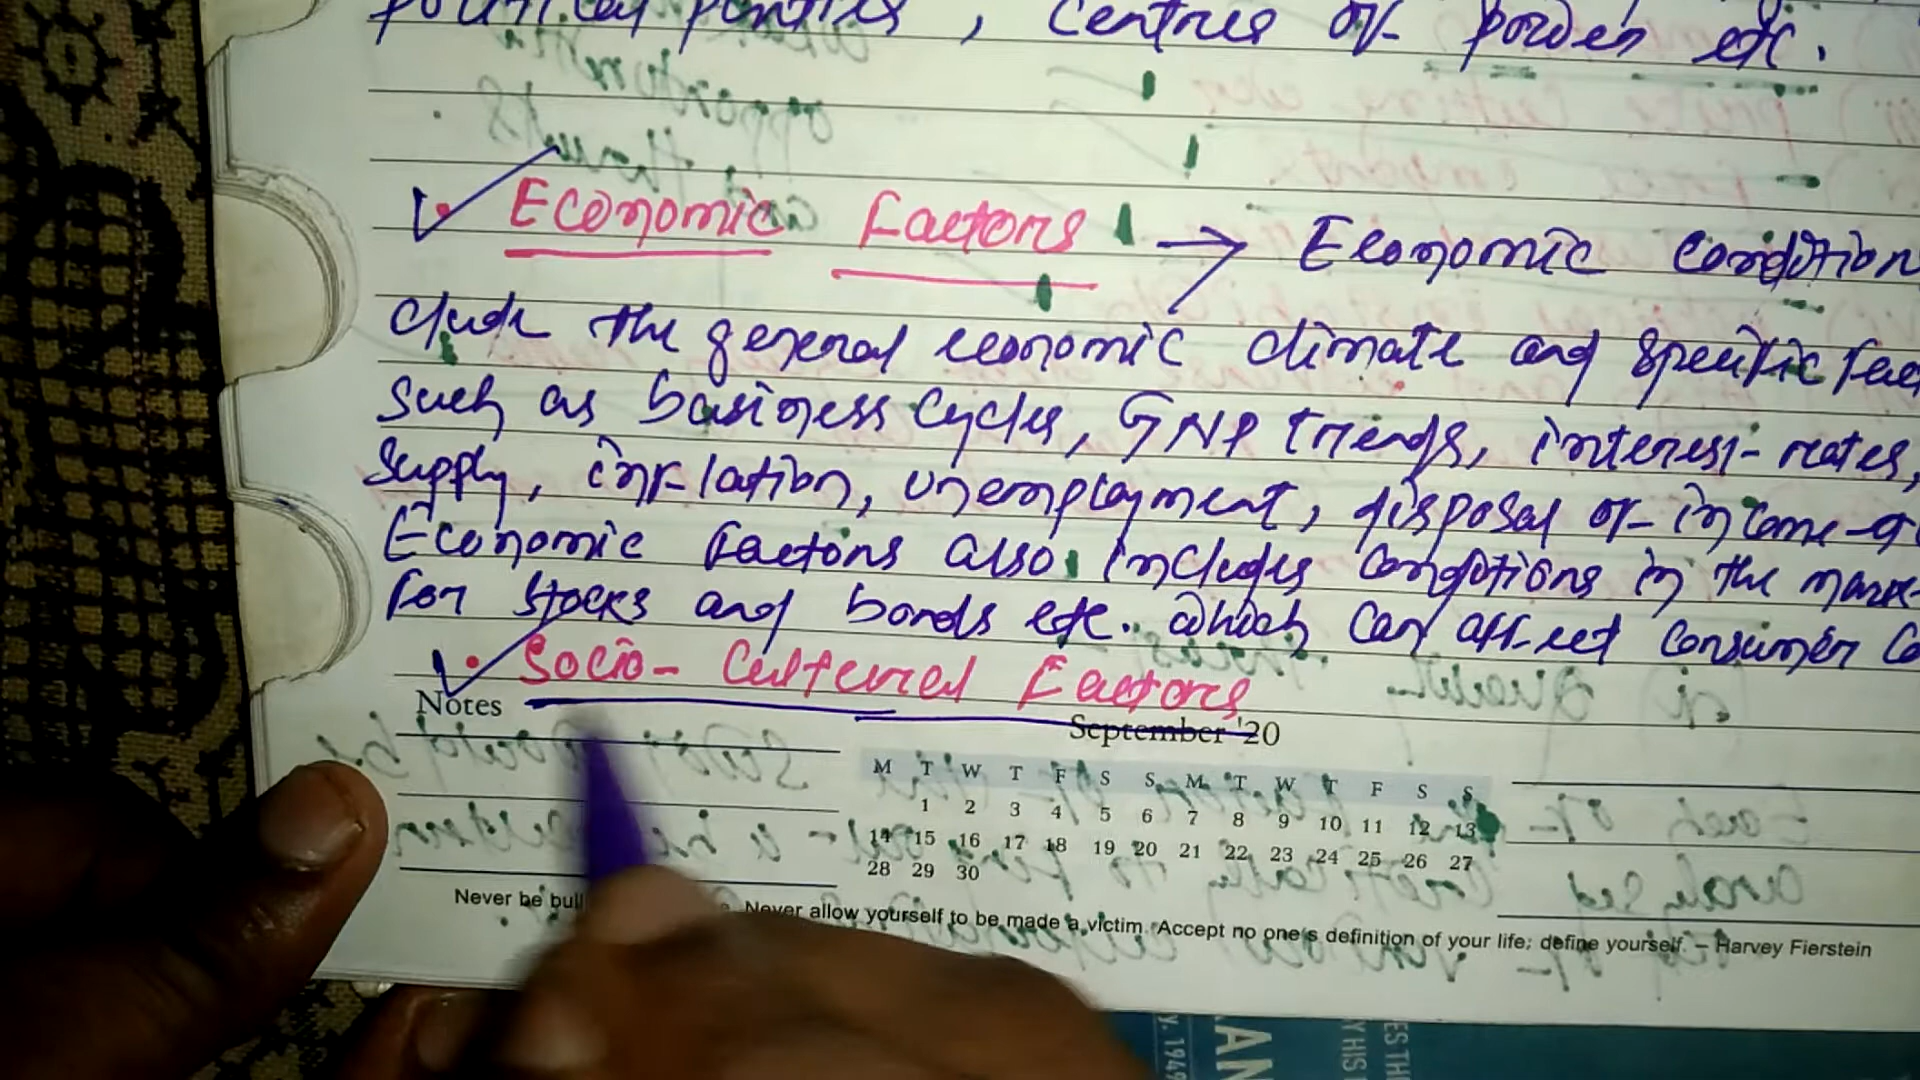 political parties, centres of power etc.
Economic Factors → Economic condition
clude the general economic climate and specific fac
such as business cycles, GNP trends, interest-rates,
supply, inflation, unemployment, disposal of income
Economic factors also includes conditions in the mark
for stocks and bonds etc. which can affect consumer co
Socio-Cultural Factors
Notes
September '20
M T W T F S S M T W T F S S
1 2 3 4 5 6 7 8 9 10 11 12 13
14 15 16 17 18 19 20 21 22 23 24 25 26 27
28 29 30
Never be bull Never allow yourself to be made a victim. Accept no one's definition of your life; define yourself. – Harvey Fierstein